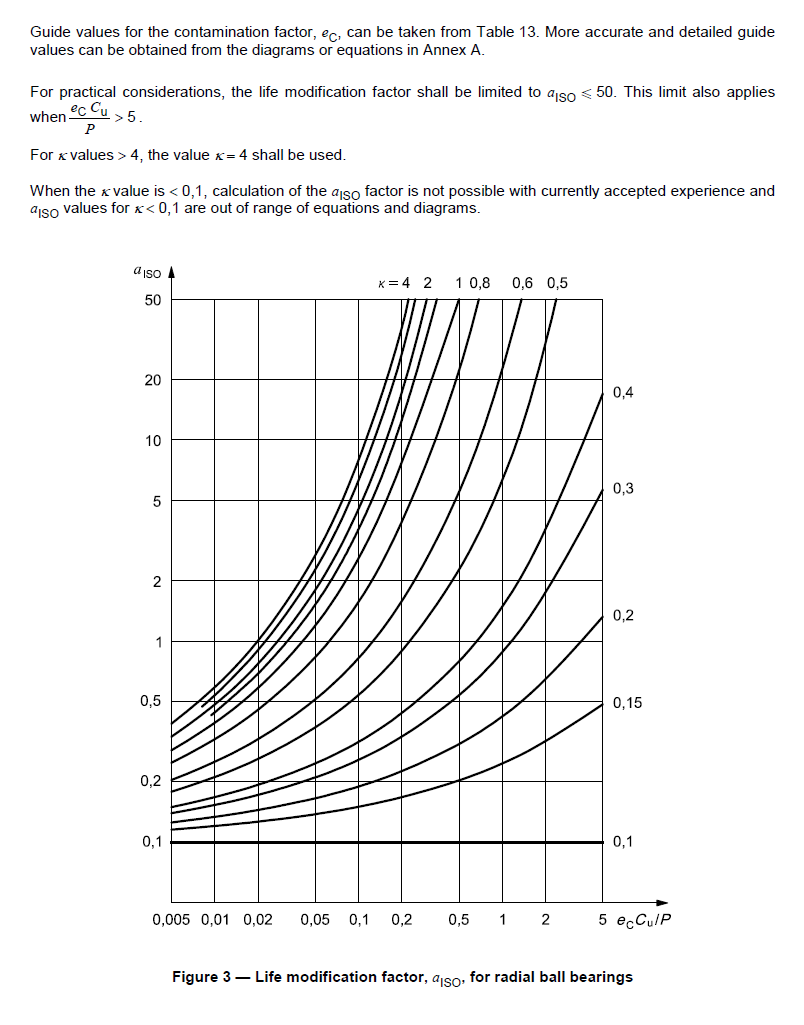 Guide values for the contamination factor, eC, can be taken from Table 13. More accurate and detailed guide
values can be obtained from the diagrams or equations in Annex A.
For practical considerations, the life modification factor shall be limited to aISO ⩽ 50. This limit also applies
when eC Cu / P > 5.
For κ values > 4, the value κ = 4 shall be used.
When the κ value is < 0,1, calculation of the aISO factor is not possible with currently accepted experience and
aISO values for κ < 0,1 are out of range of equations and diagrams.
a ISO
κ = 4 2 1 0,8 0,6 0,5
50
20
0,4
10
5
0,3
2
0,2
1
0,5
0,15
0,2
0,1
0,1
0,005 0,01 0,02 0,05 0,1 0,2 0,5 1 2 5 eCCu/P
Figure 3 — Life modification factor, aISO, for radial ball bearings